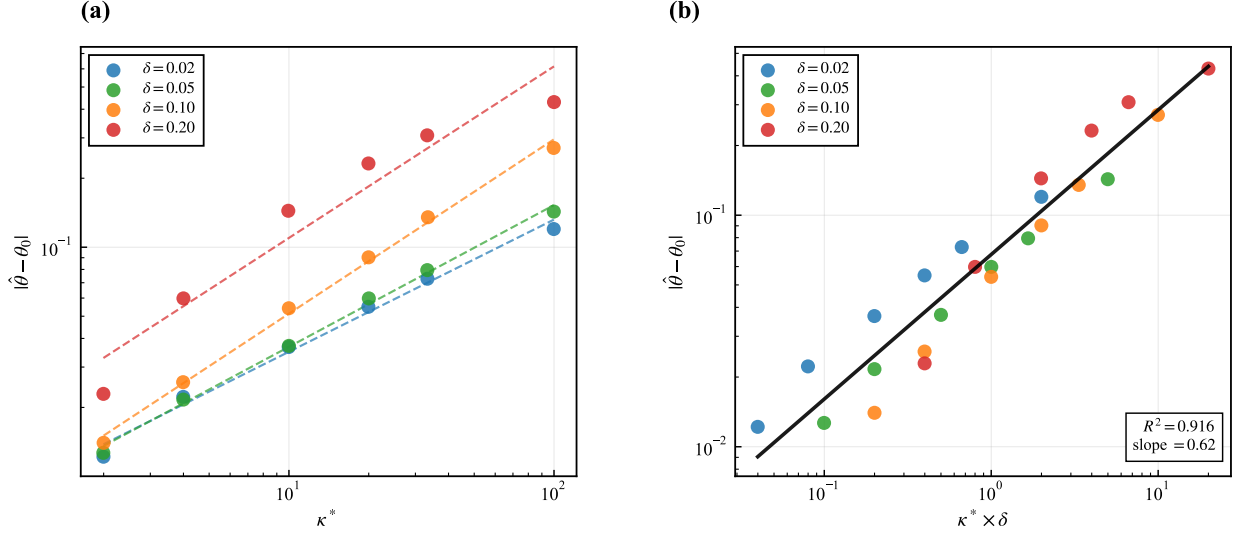 (a)
δ = 0.02
δ = 0.05
δ = 0.10
δ = 0.20
10⁻¹
|θ̂ − θ₀|
10¹
10²
κ*
(b)
δ = 0.02
δ = 0.05
δ = 0.10
δ = 0.20
10⁻¹
10⁻²
|θ̂ − θ₀|
R² = 0.916
slope = 0.62
10⁻¹
10⁰
10¹
κ* × δ